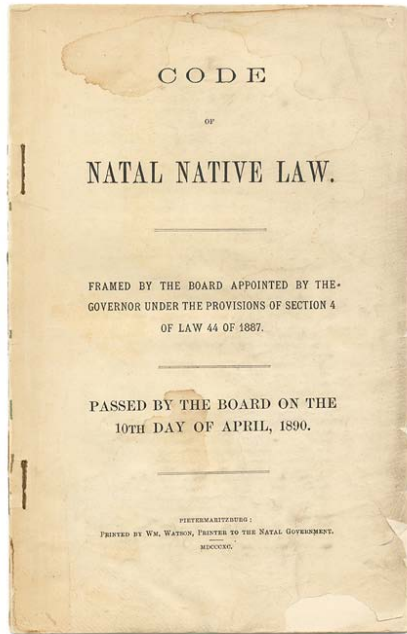 CODE
OF
NATAL NATIVE LAW.
FRAMED BY THE BOARD APPOINTED BY THE
GOVERNOR UNDER THE PROVISIONS OF SECTION 4
OF LAW 44 OF 1887.
PASSED BY THE BOARD ON THE
10TH DAY OF APRIL, 1890.
PIETERMARITZBURG:
PRINTED BY WM. WATSON, PRINTER TO THE NATAL GOVERNMENT.
MDCCCXC.